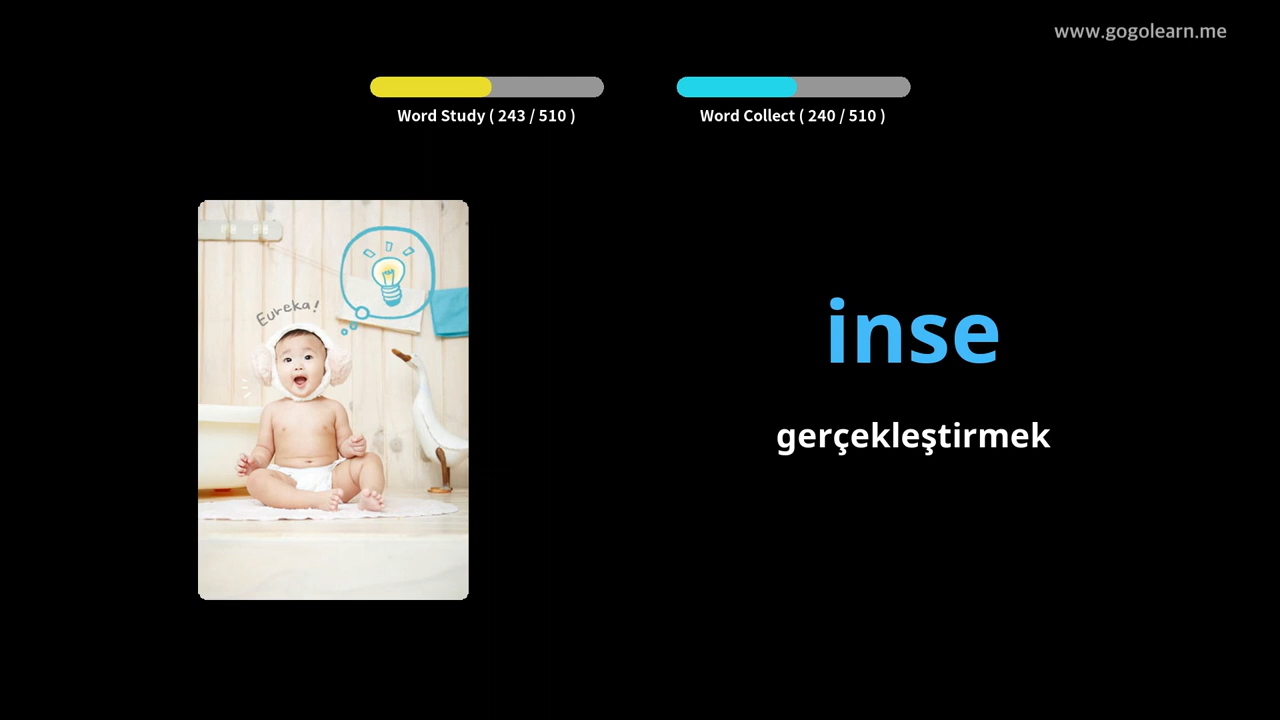 www.gogolearn.me
Word Study ( 243 / 510 )
Word Collect ( 240 / 510 )
Eureka!
inse
gerçekleştirmek